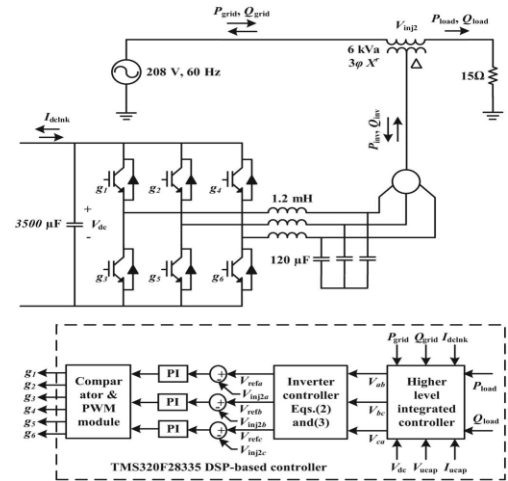 P_grid, Q_grid
V_inj2
P_load, Q_load
6 kVa
3φ X^r
Δ
208 V, 60 Hz
15Ω
I_dclnk
P_inv, Q_inv
g1
g2
g4
1.2 mH
3500 µF
+
V_dc
-
120 µF
g3
g5
g6
P_grid Q_grid I_dclnk
g1
g2
g3
g4
g5
g6
Compar
ator &
PWM
module
PI
PI
PI
+
-
V_refa
V_inj2a
+
-
V_refb
V_inj2b
+
-
V_refc
V_inj2c
Inverter
controller
Eqs.(2)
and(3)
V_ab
V_bc
V_ca
Higher
level
integrated
controller
P_load
Q_load
V_dc V_ucap I_ucap
TMS320F28335 DSP-based controller